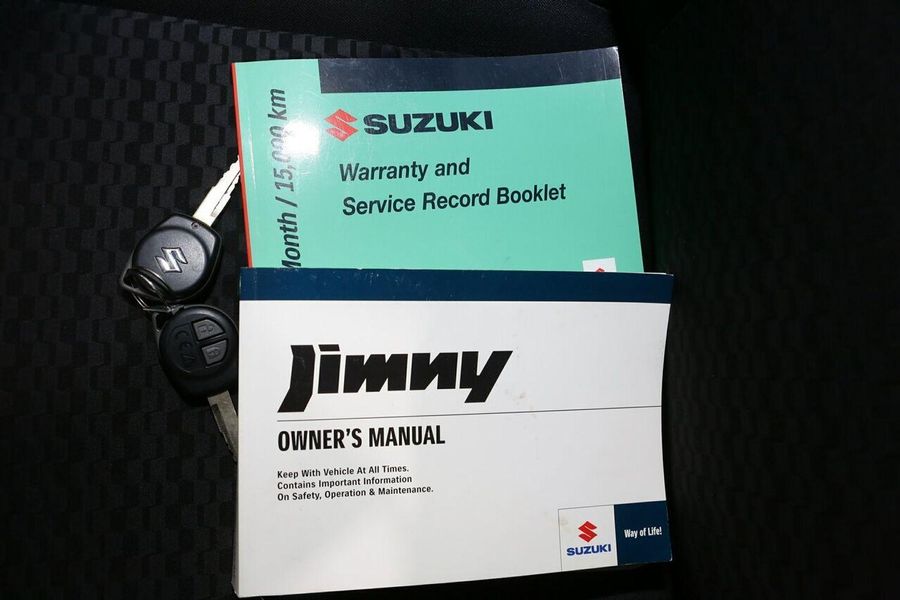 SUZUKI
Warranty and
Service Record Booklet
Month / 15,000 km
Jimny
OWNER'S MANUAL
Keep With Vehicle At All Times.
Contains Important Information
On Safety, Operation & Maintenance.
SUZUKI
Way of Life!